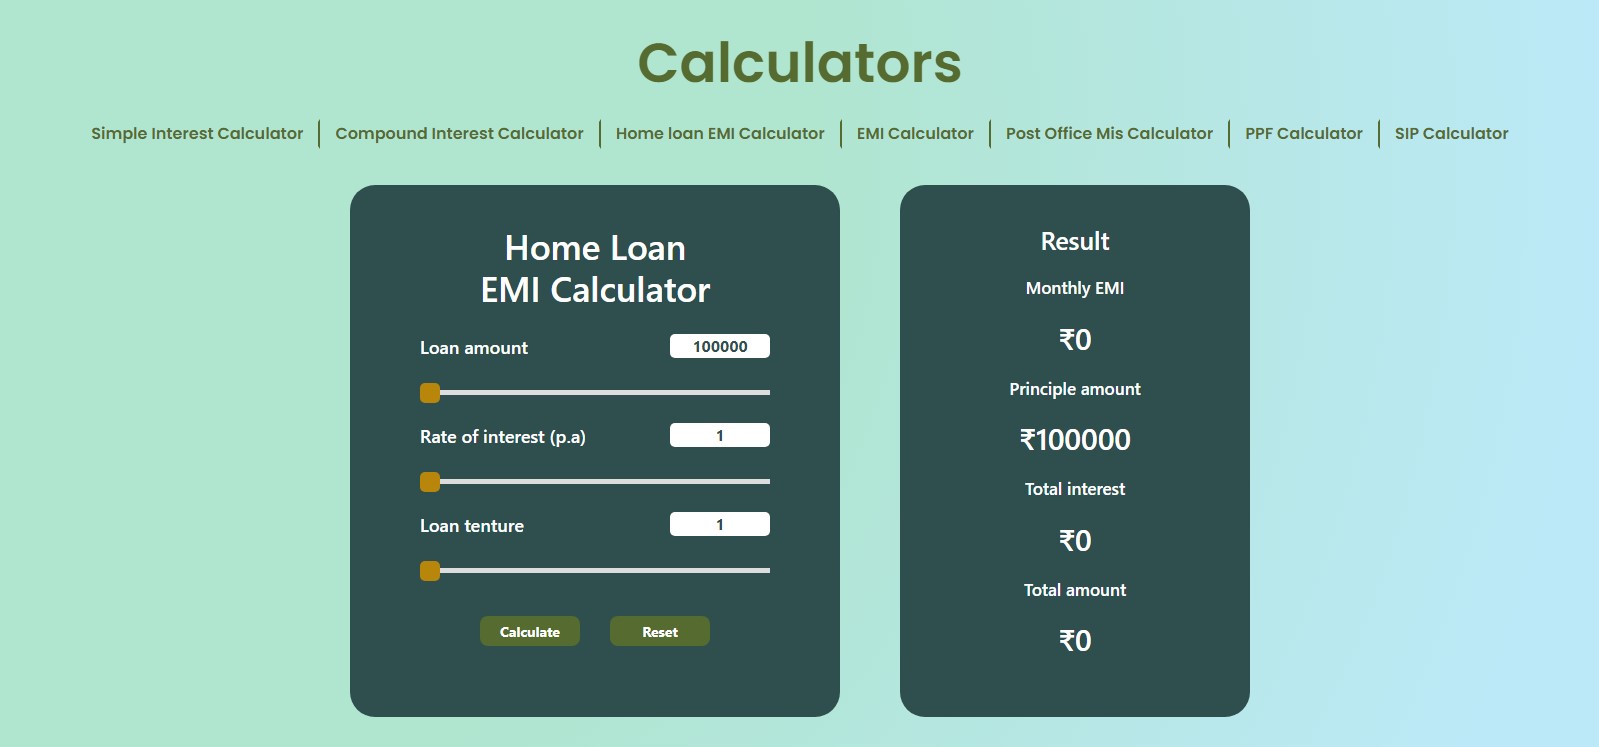 Calculators
Simple Interest Calculator
Compound Interest Calculator
Home loan EMI Calculator
EMI Calculator
Post Office Mis Calculator
PPF Calculator
SIP Calculator
Home Loan
EMI Calculator
Loan amount 100000
Rate of interest (p.a) 1
Loan tenture 1
Calculate Reset
Result
Monthly EMI
₹0
Principle amount
₹100000
Total interest
₹0
Total amount
₹0